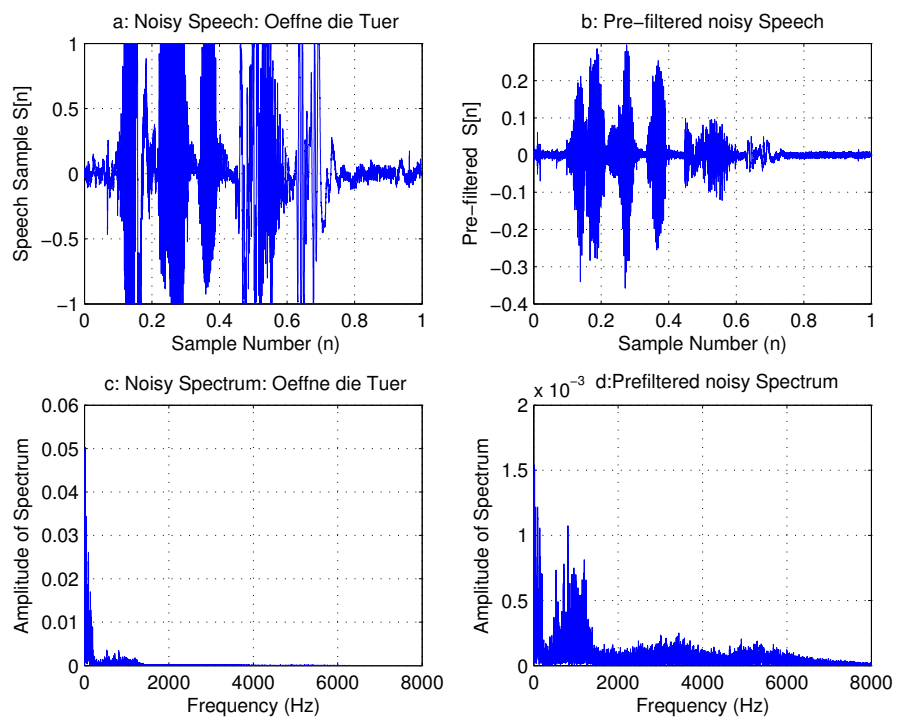 a: Noisy Speech: Oeffne die Tuer
1
0.5
0
−0.5
−1
Speech Sample S[n]
0 0.2 0.4 0.6 0.8 1
Sample Number (n)
b: Pre−filtered noisy Speech
0.3
0.2
0.1
0
−0.1
−0.2
−0.3
−0.4
Pre−filtered S[n]
0 0.2 0.4 0.6 0.8 1
Sample Number (n)
c: Noisy Spectrum: Oeffne die Tuer
0.06
0.05
0.04
0.03
0.02
0.01
0
Amplitude of Spectrum
0 2000 4000 6000 8000
Frequency (Hz)
x 10⁻³ d:Prefiltered noisy Spectrum
2
1.5
1
0.5
0
Amplitude of Spectrum
0 2000 4000 6000 8000
Frequency (Hz)